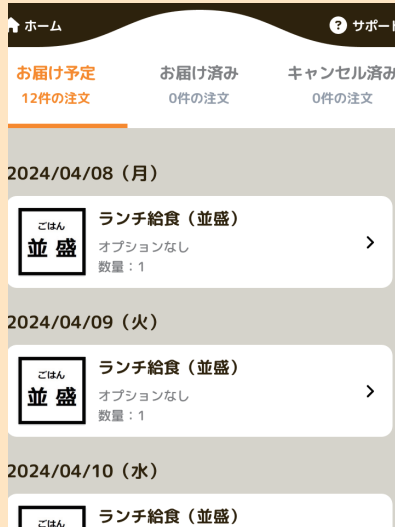 ホーム
サポート
お届け予定
お届け済み
キャンセル済み
12件の注文
0件の注文
0件の注文
2024/04/08（月）
ごはん
並 盛
ランチ給食（並盛）
オプションなし
数量：1
2024/04/09（火）
ごはん
並 盛
ランチ給食（並盛）
オプションなし
数量：1
2024/04/10（水）
ごはん
ランチ給食（並盛）